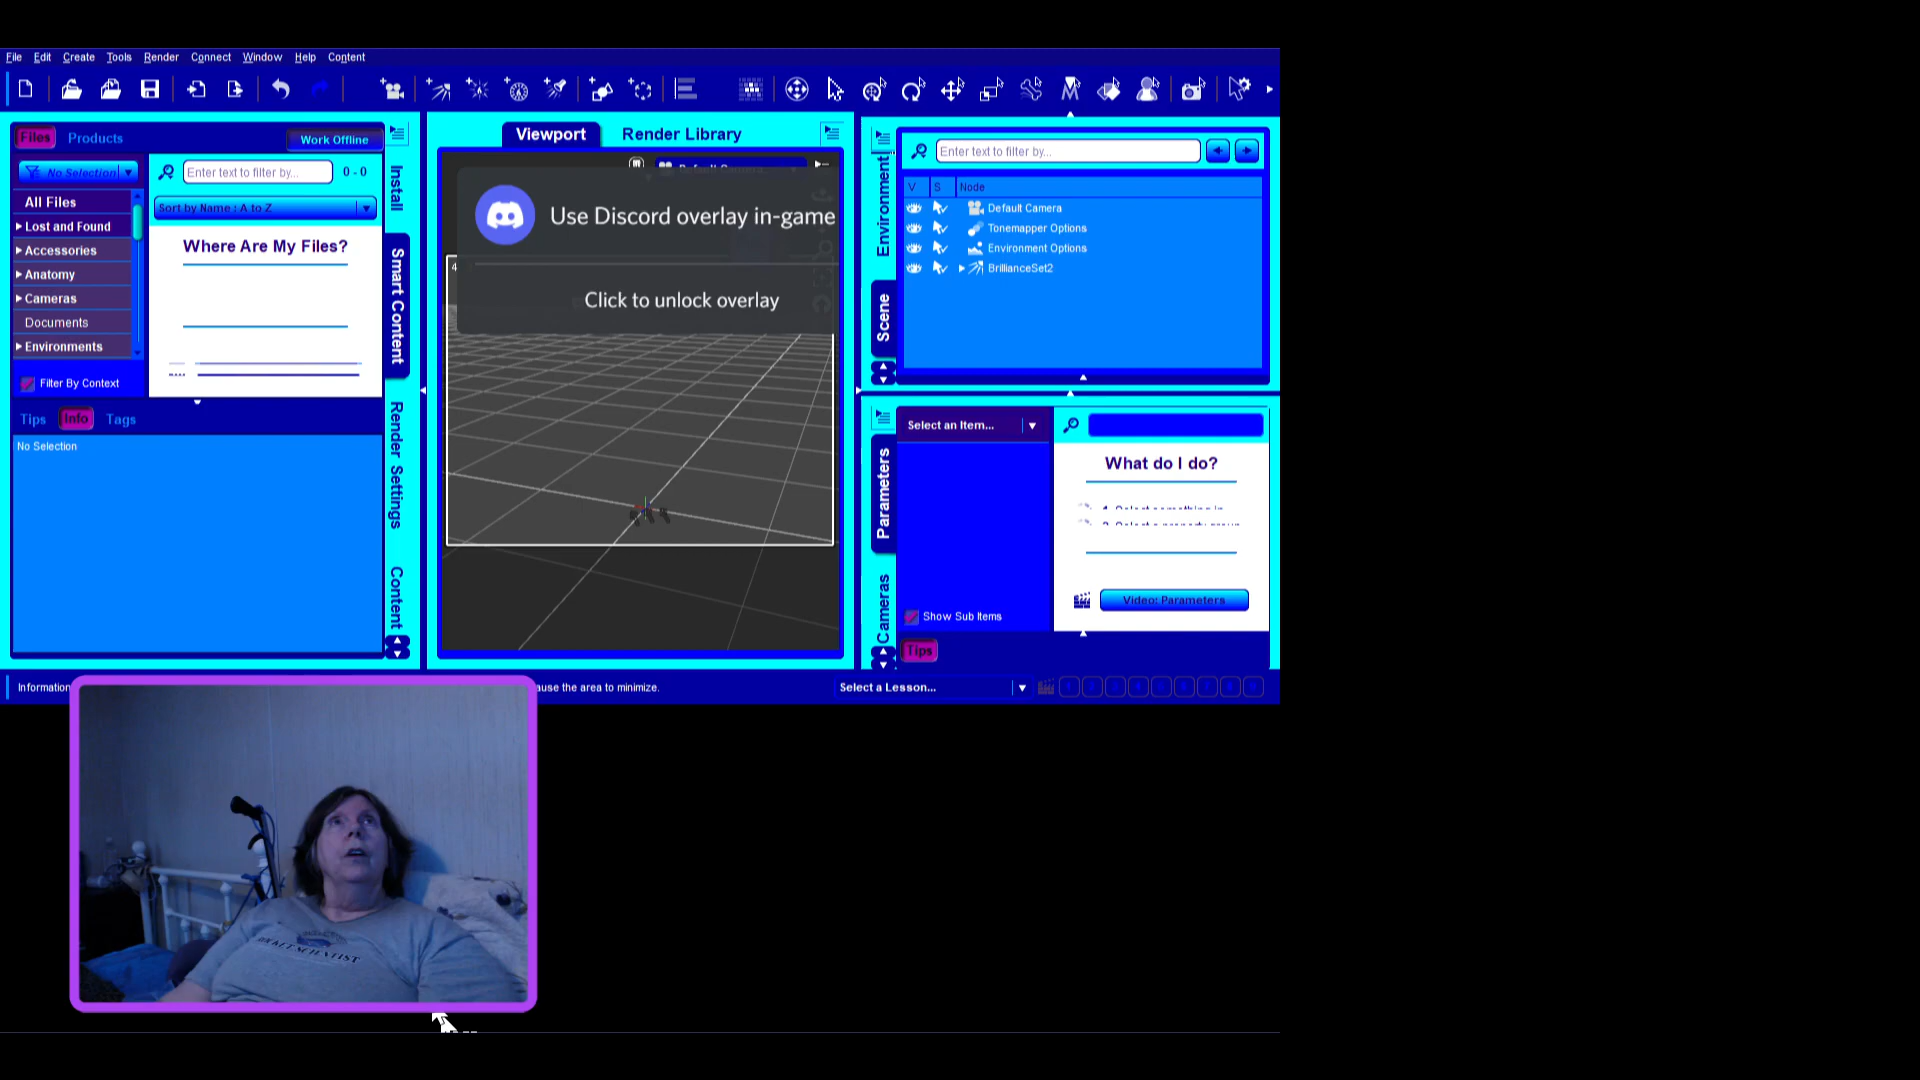 File Edit Create Tools Render Connect Window Help Content
Files Products Work Offline
No Selection
Enter text to filter by... 0 - 0
All Files
Sort by Name : A to Z
Lost and Found
Accessories
Anatomy
Cameras
Documents
Environments
Where Are My Files?
Filter By Context
Tips Info Tags
No Selection
Install
Smart Content
Render Settings
Content
Viewport Render Library
Use Discord overlay in-game
Click to unlock overlay
Environment
Scene
Enter text to filter by...
V S Node
Default Camera
Tonemapper Options
Environment Options
BrillianceSet2
Parameters
Cameras
Select an Item...
What do I do?
Video: Parameters
Show Sub Items
Tips
Information
ause the area to minimize.
Select a Lesson...